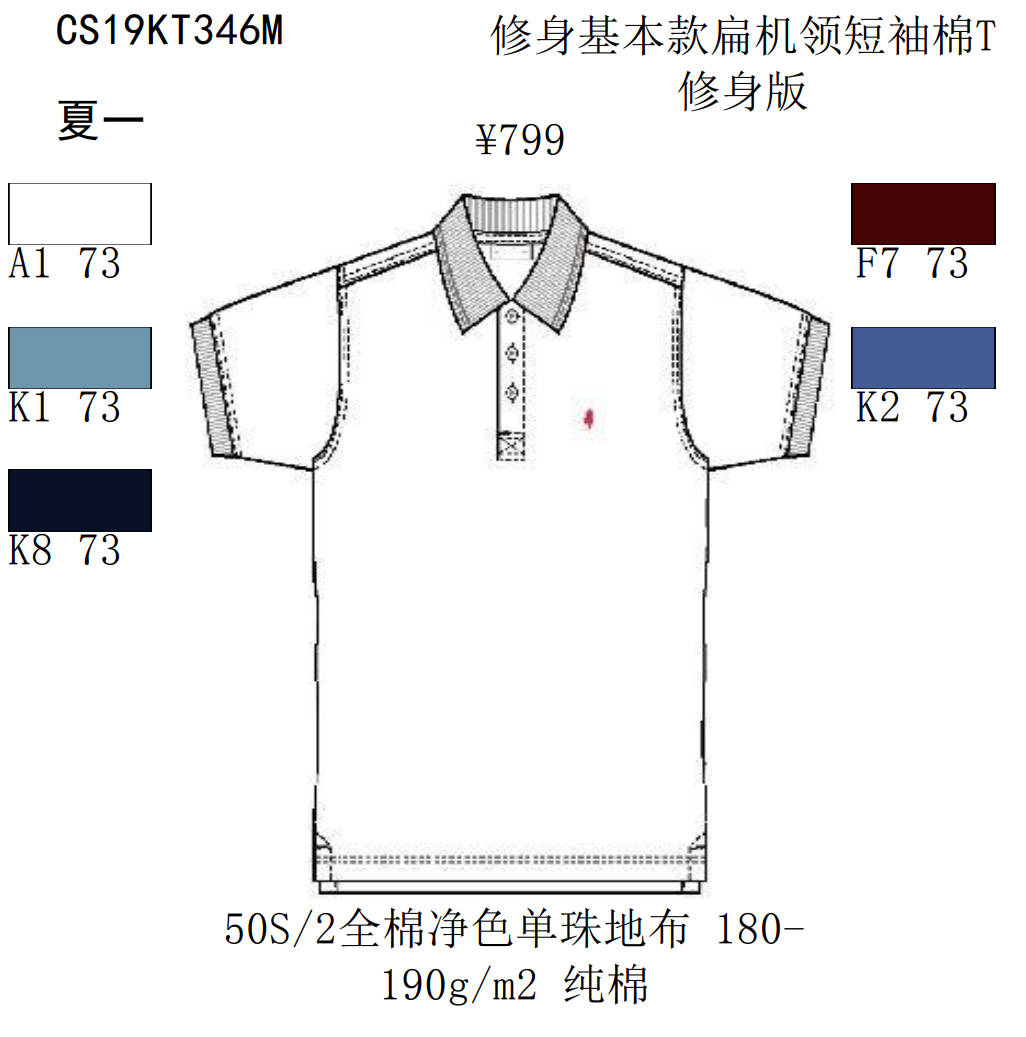 CS19KT346M
修身基本款扁机领短袖棉T
修身版
夏一
¥799
A1 73
F7 73
K1 73
K2 73
K8 73
50S/2全棉净色单珠地布 180-
190g/m2 纯棉